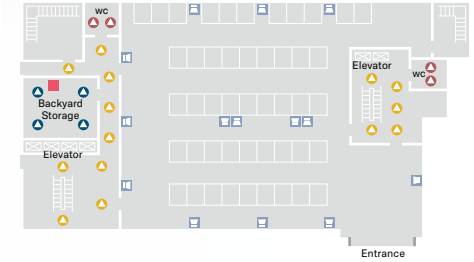 WC
Elevator
WC
Backyard
Storage
Elevator
Entrance